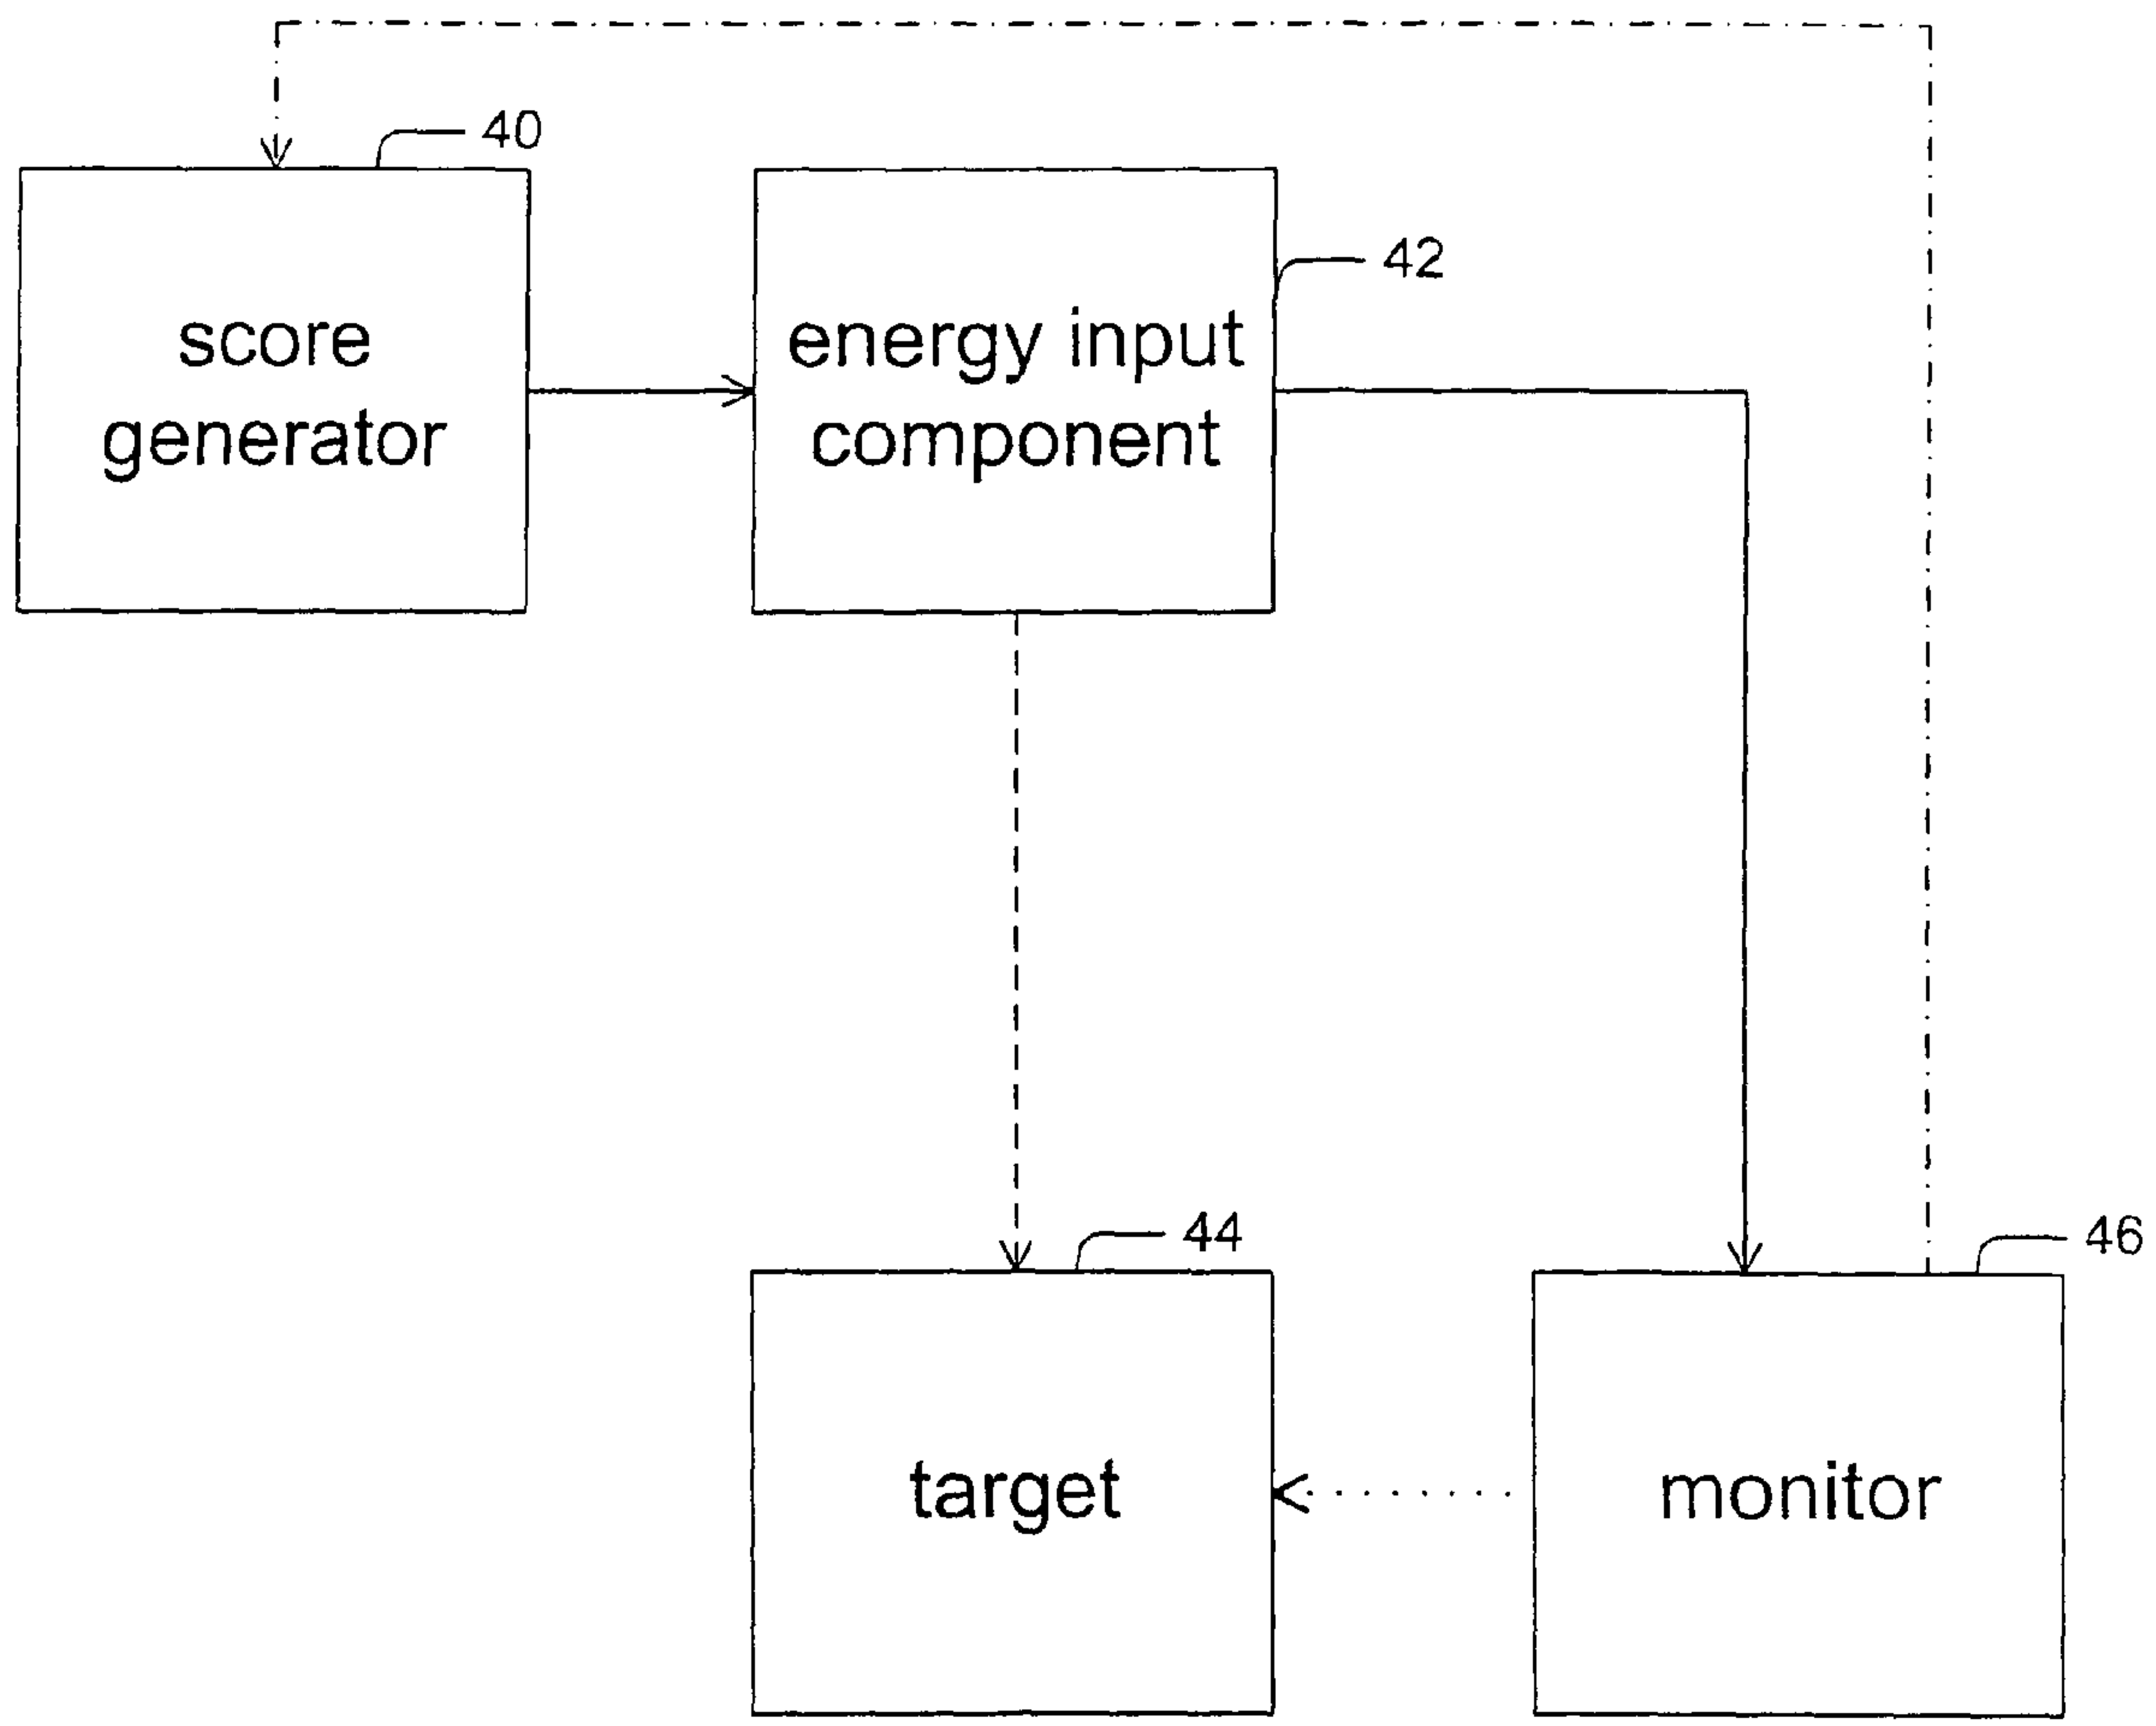 40
score
generator
42
energy input
component
44
target
46
monitor